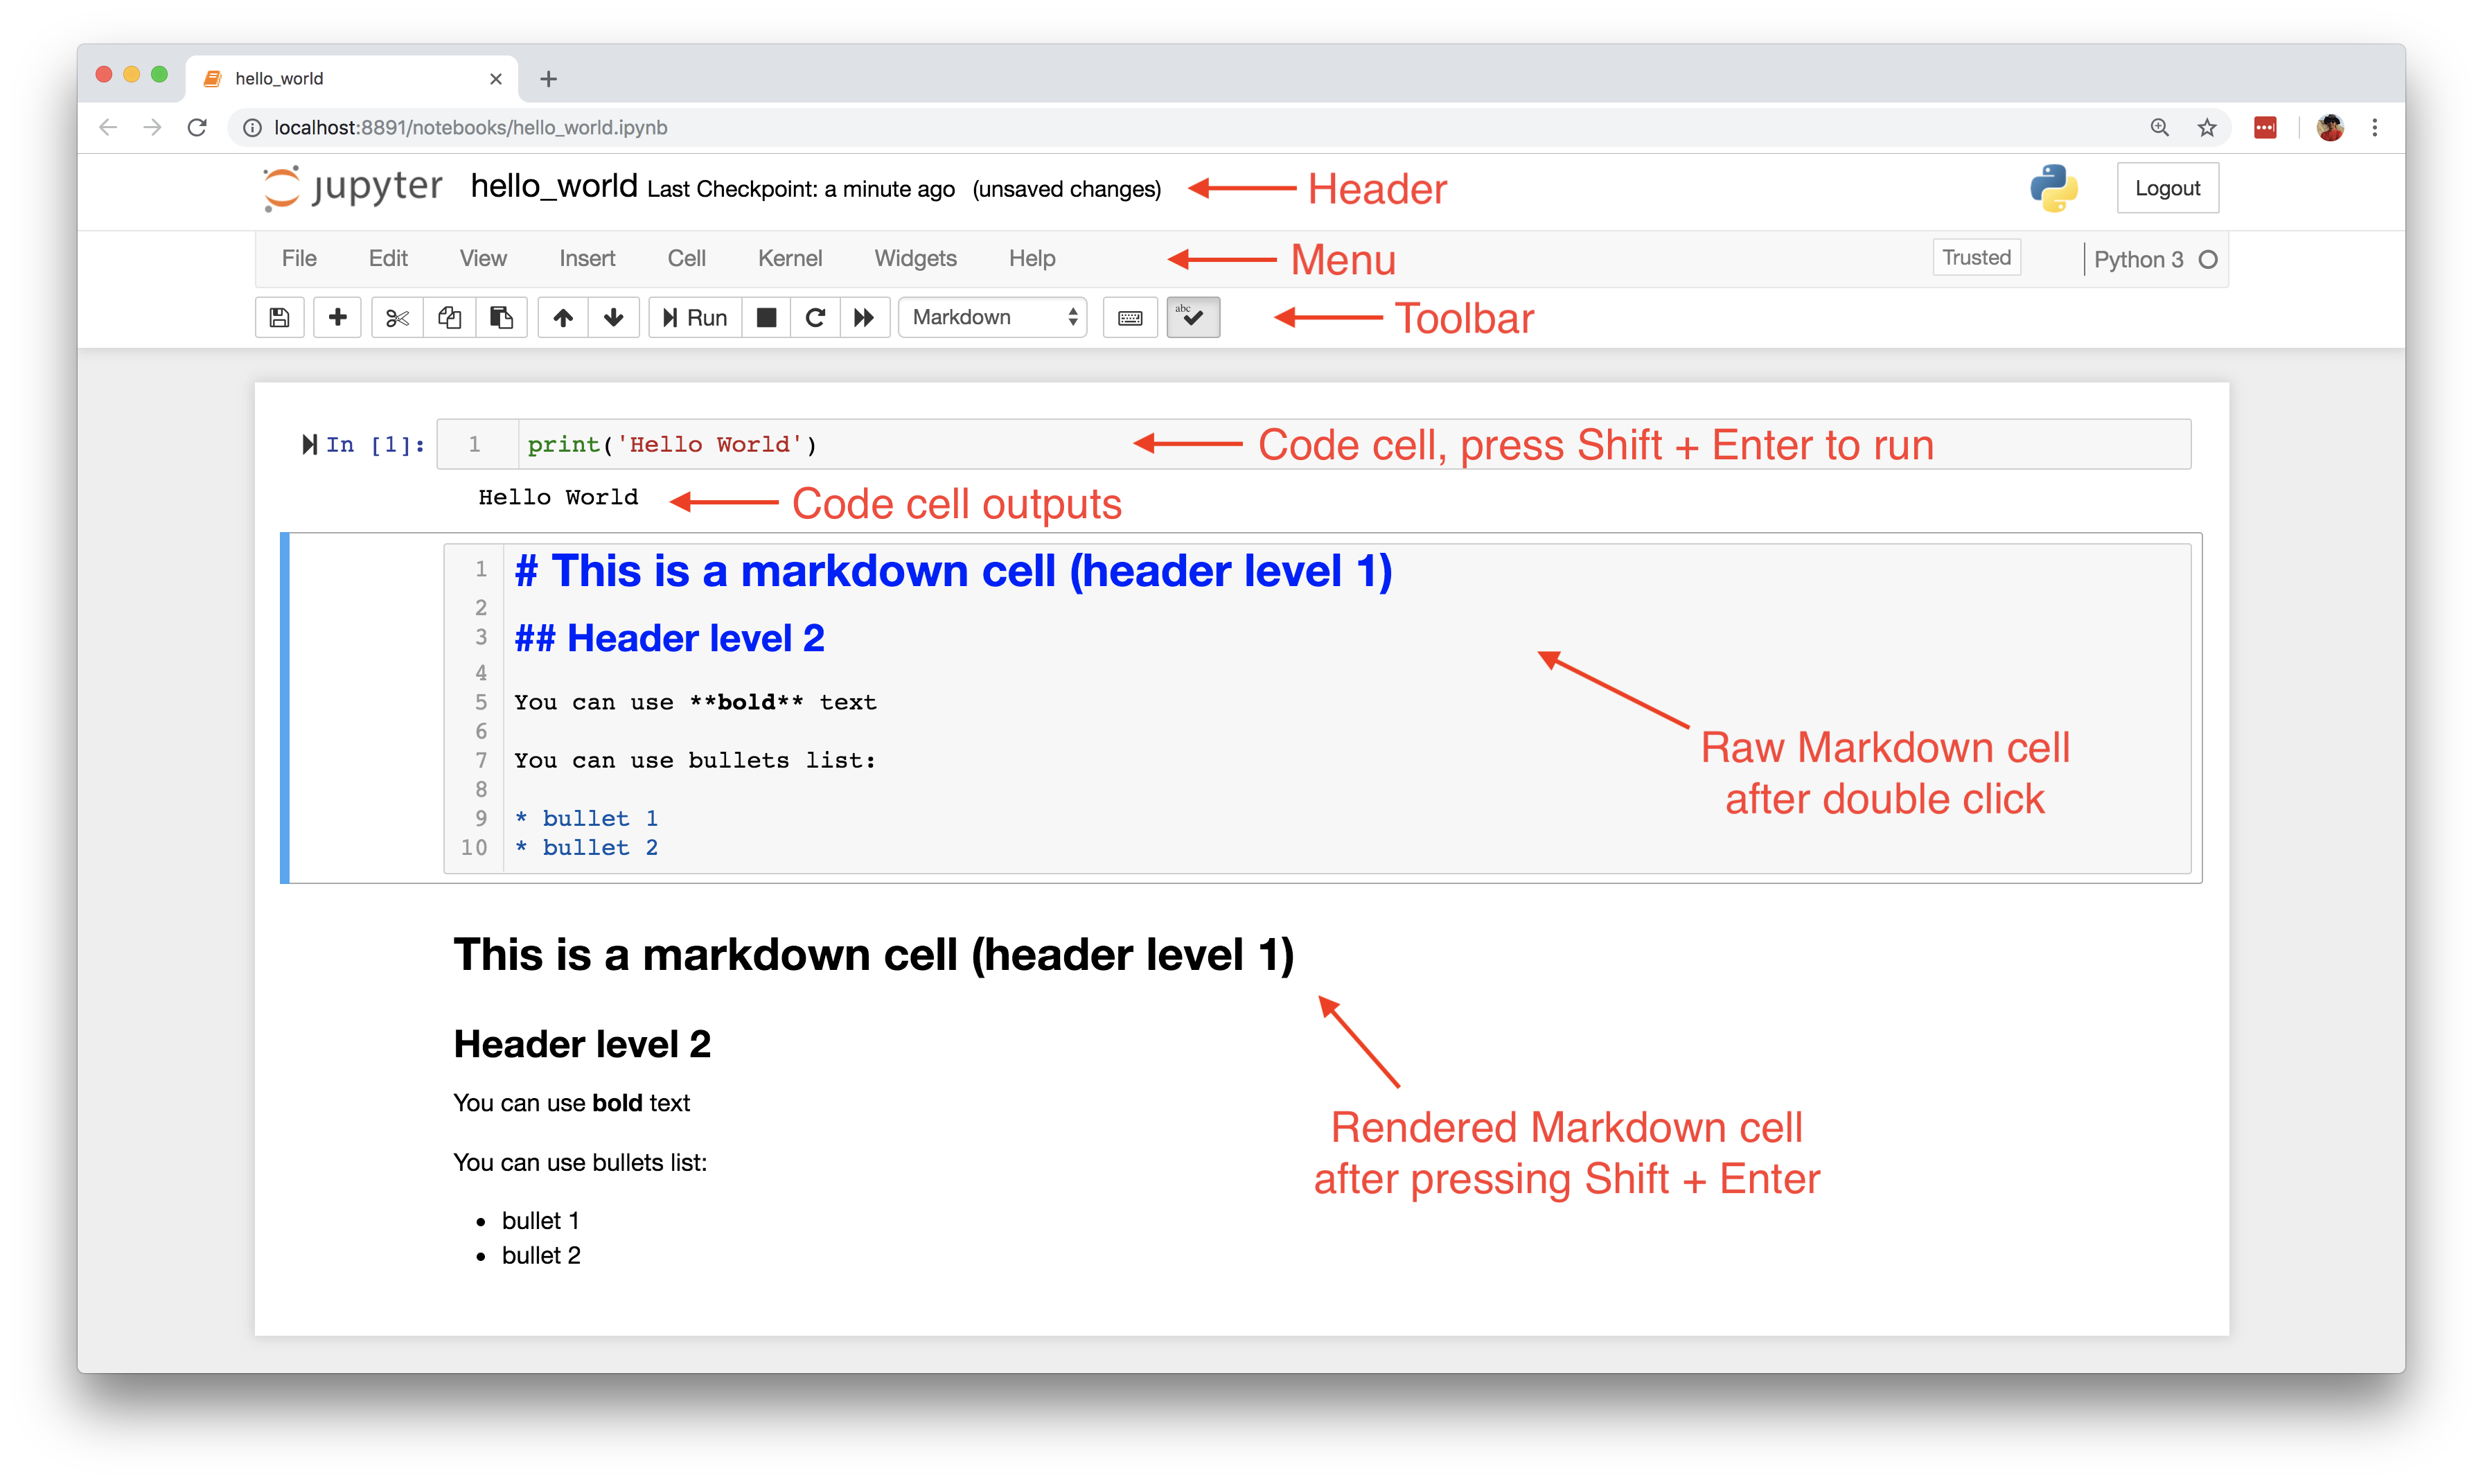 hello_world
localhost:8891/notebooks/hello_world.ipynb
jupyter hello_world Last Checkpoint: a minute ago (unsaved changes) Header Logout
File Edit View Insert Cell Kernel Widgets Help Menu Trusted Python 3
Run Markdown abc Toolbar
In [1]: 1 print('Hello World') Code cell, press Shift + Enter to run
Hello World Code cell outputs
1 # This is a markdown cell (header level 1)
2
3 ## Header level 2
4
5 You can use **bold** text
6
7 You can use bullets list:
8
9 * bullet 1
10 * bullet 2
Raw Markdown cell
after double click
This is a markdown cell (header level 1)
Header level 2
You can use bold text
You can use bullets list:
• bullet 1
• bullet 2
Rendered Markdown cell
after pressing Shift + Enter